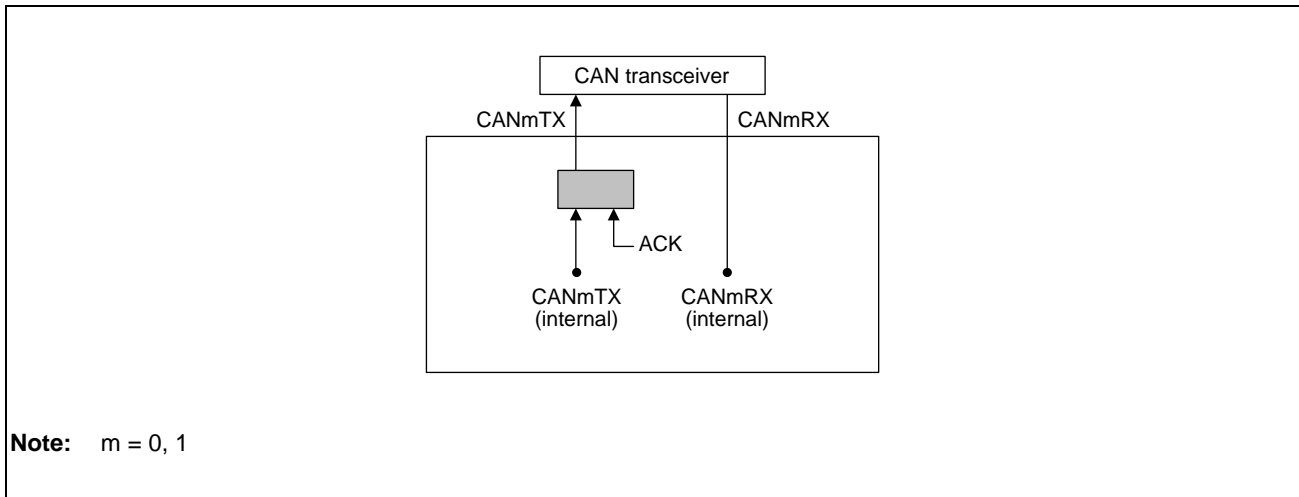 CAN transceiver
CANmTX
CANmRX
ACK
CANmTX
(internal)
CANmRX
(internal)
Note: m = 0, 1